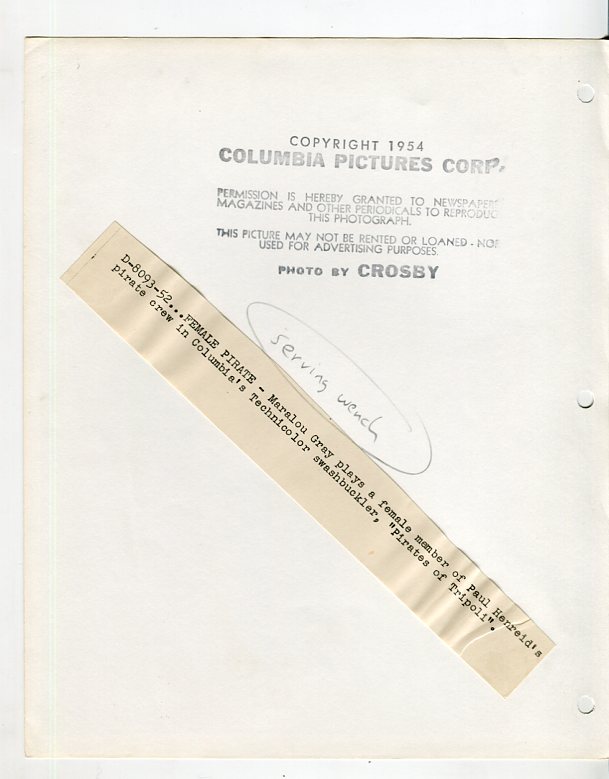 COPYRIGHT 1954
COLUMBIA PICTURES CORP.
PERMISSION IS HEREBY GRANTED TO NEWSPAPERS
MAGAZINES AND OTHER PERIODICALS TO REPRODUC
THIS PHOTOGRAPH.
THIS PICTURE MAY NOT BE RENTED OR LOANED - NOR
USED FOR ADVERTISING PURPOSES.
PHOTO BY CROSBY
serving wench
D-8093-52...FEMALE PIRATE - Maralou Gray plays a female member of Paul Henreid's
pirate crew in Columbia's Technicolor swashbuckler, "Pirates of Tripoli".